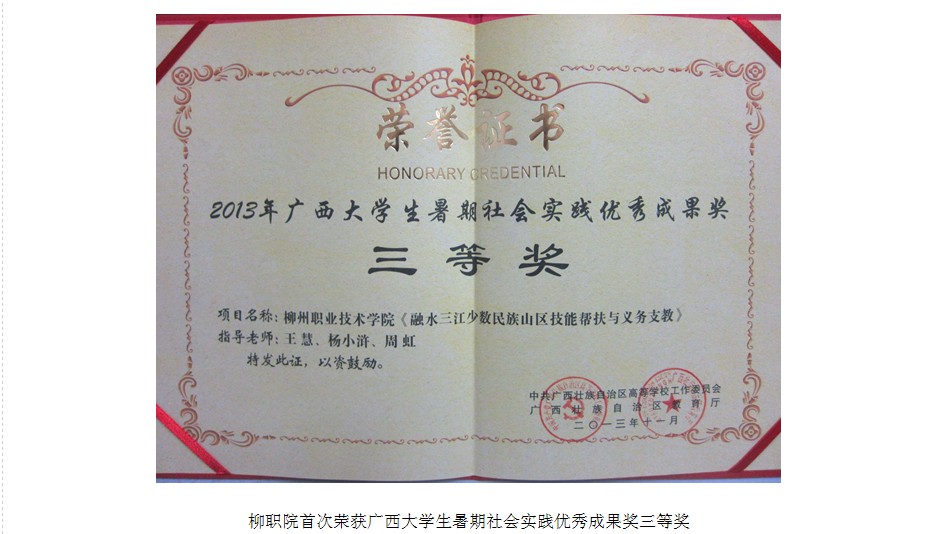 荣誉证书
HONORARY CREDENTIAL
2013年广西大学生暑期社会实践优秀成果奖
三等奖
项目名称：柳州职业技术学院《融水三江少数民族山区技能帮扶与义务支教》
指导老师：王慧、杨小浒、周虹
特发此证，以资鼓励。
中共广西壮族自治区高等学校工作委员会
广西壮族自治区教育厅
二〇一三年十一月
柳职院首次荣获广西大学生暑期社会实践优秀成果奖三等奖